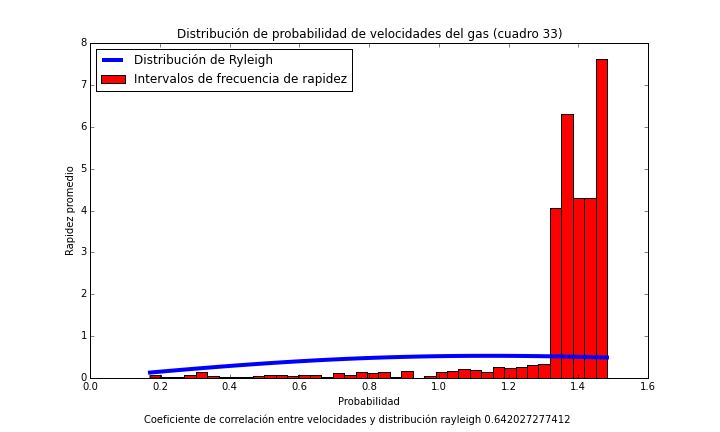 Distribución de probabilidad de velocidades del gas (cuadro 33)
Distribución de Ryleigh
Intervalos de frecuencia de rapidez
Rapidez promedio
8
7
6
5
4
3
2
1
0
0.0 0.2 0.4 0.6 0.8 1.0 1.2 1.4 1.6
Probabilidad
Coeficiente de correlación entre velocidades y distribución rayleigh 0.642027277412